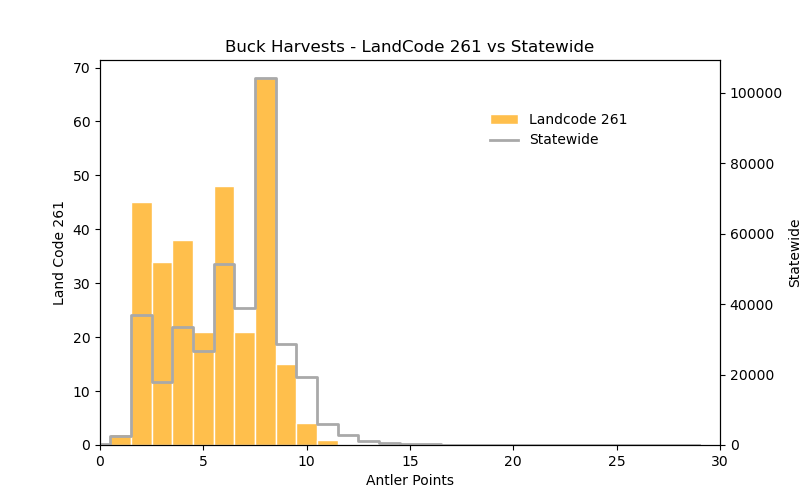 Buck Harvests - LandCode 261 vs Statewide
Landcode 261
Statewide
Land Code 261
70
60
50
40
30
20
10
0
100000
80000
60000
40000
20000
0
Statewide
0 5 10 15 20 25 30
Antler Points